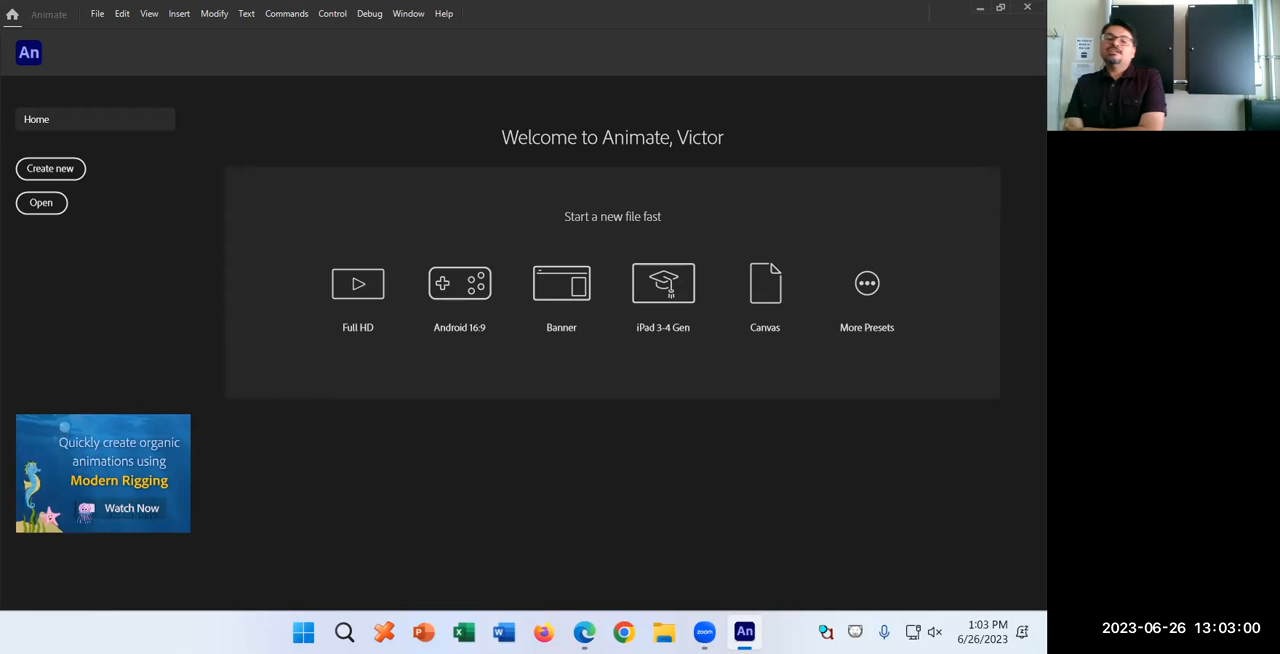 Animate File Edit View Insert Modify Text Commands Control Debug Window Help
An
Home
Create new
Open
Welcome to Animate, Victor
Start a new file fast
Full HD
Android 16:9
Banner
iPad 3-4 Gen
Canvas
More Presets
Quickly create organic
animations using
Modern Rigging
Watch Now
zoom
An
1:03 PM
6/26/2023
2023-06-26 13:03:00